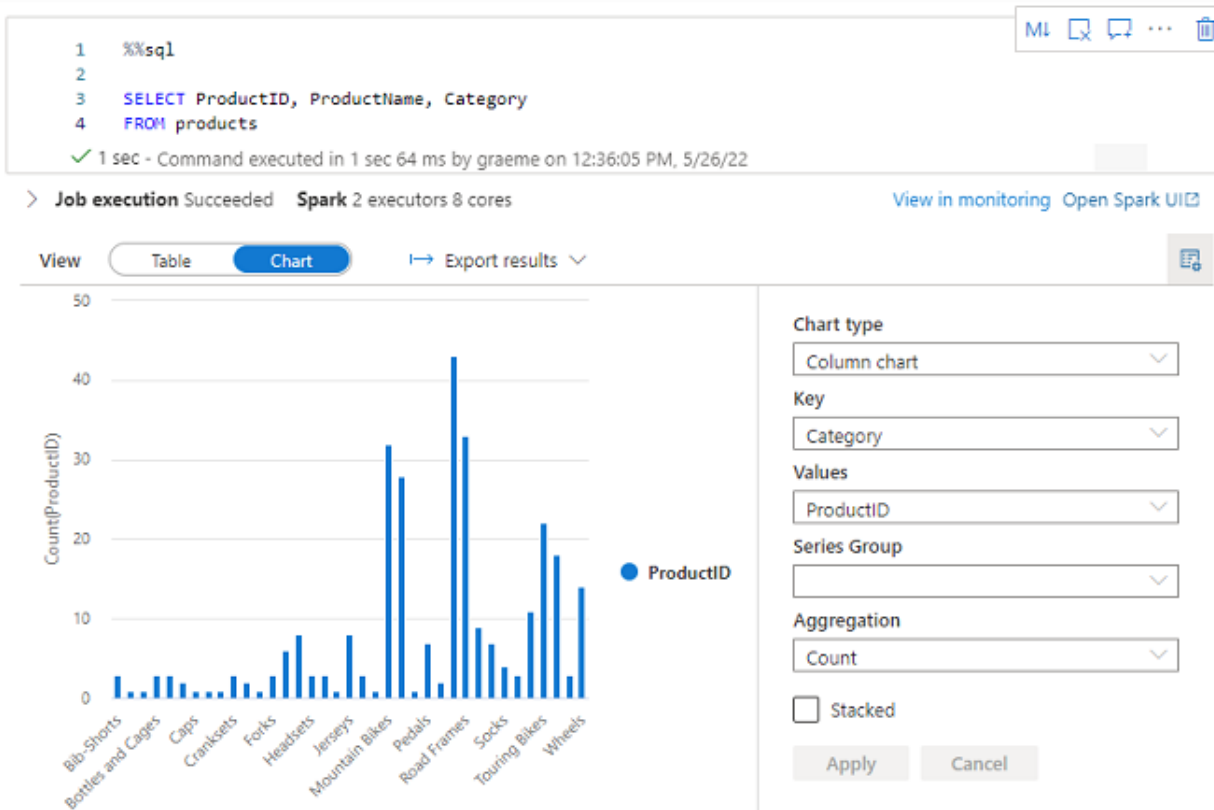 M↓
1 %%sql
2
3 SELECT ProductID, ProductName, Category
4 FROM products
1 sec - Command executed in 1 sec 64 ms by graeme on 12:36:05 PM, 5/26/22
Job execution Succeeded Spark 2 executors 8 cores View in monitoring Open Spark UI
View Table Chart Export results
50
40
30
20
10
0
Count(ProductID)
Bib-Shorts
Bottles and Cages
Caps
Cranksets
Forks
Headsets
Jerseys
Mountain Bikes
Pedals
Road Frames
Socks
Touring Bikes
Wheels
ProductID
Chart type
Column chart
Key
Category
Values
ProductID
Series Group
Aggregation
Count
Stacked
Apply Cancel